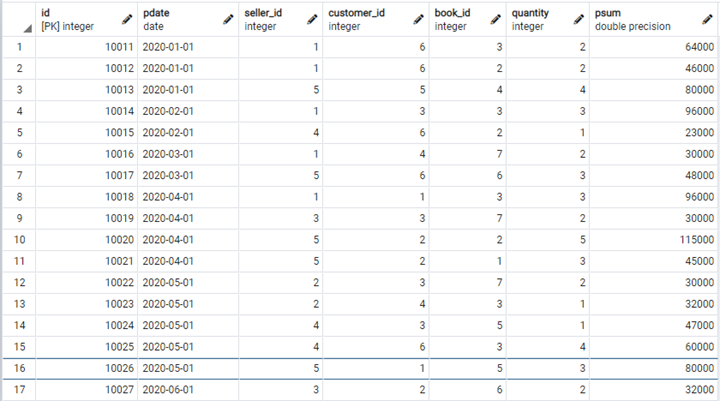 id pdate seller_id customer_id book_id quantity psum
[PK] integer date integer integer integer integer double precision
1 10011 2020-01-01 1 6 3 2 64000
2 10012 2020-01-01 1 6 2 2 46000
3 10013 2020-01-01 5 5 4 4 80000
4 10014 2020-02-01 1 3 3 3 96000
5 10015 2020-02-01 4 6 2 1 23000
6 10016 2020-03-01 1 4 7 2 30000
7 10017 2020-03-01 5 6 6 3 48000
8 10018 2020-04-01 1 1 3 3 96000
9 10019 2020-04-01 3 3 7 2 30000
10 10020 2020-04-01 5 2 2 5 115000
11 10021 2020-04-01 5 2 1 3 45000
12 10022 2020-05-01 2 3 7 2 30000
13 10023 2020-05-01 2 4 3 1 32000
14 10024 2020-05-01 4 3 5 1 47000
15 10025 2020-05-01 4 6 3 4 60000
16 10026 2020-05-01 5 1 5 3 80000
17 10027 2020-06-01 3 2 6 2 32000